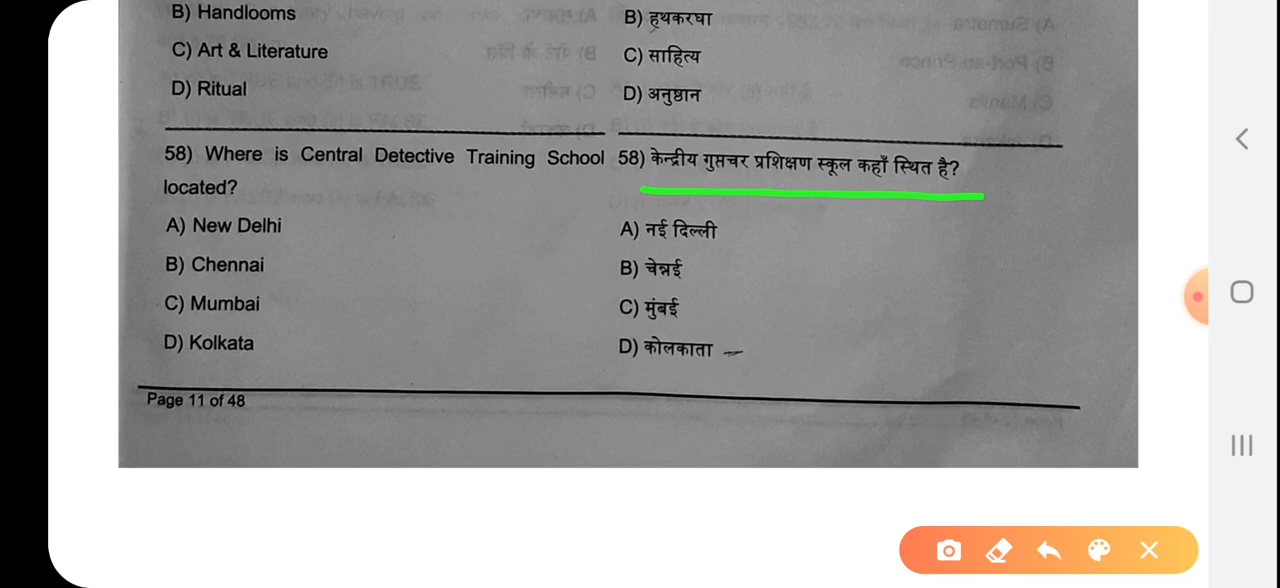 B) Handlooms
C) Art & Literature
D) Ritual
B) हथकरघा
C) साहित्य
D) अनुष्ठान
58) Where is Central Detective Training School
located?
A) New Delhi
B) Chennai
C) Mumbai
D) Kolkata
58) केन्द्रीय गुप्तचर प्रशिक्षण स्कूल कहाँ स्थित है?
A) नई दिल्ली
B) चेन्नई
C) मुंबई
D) कोलकाता
Page 11 of 48